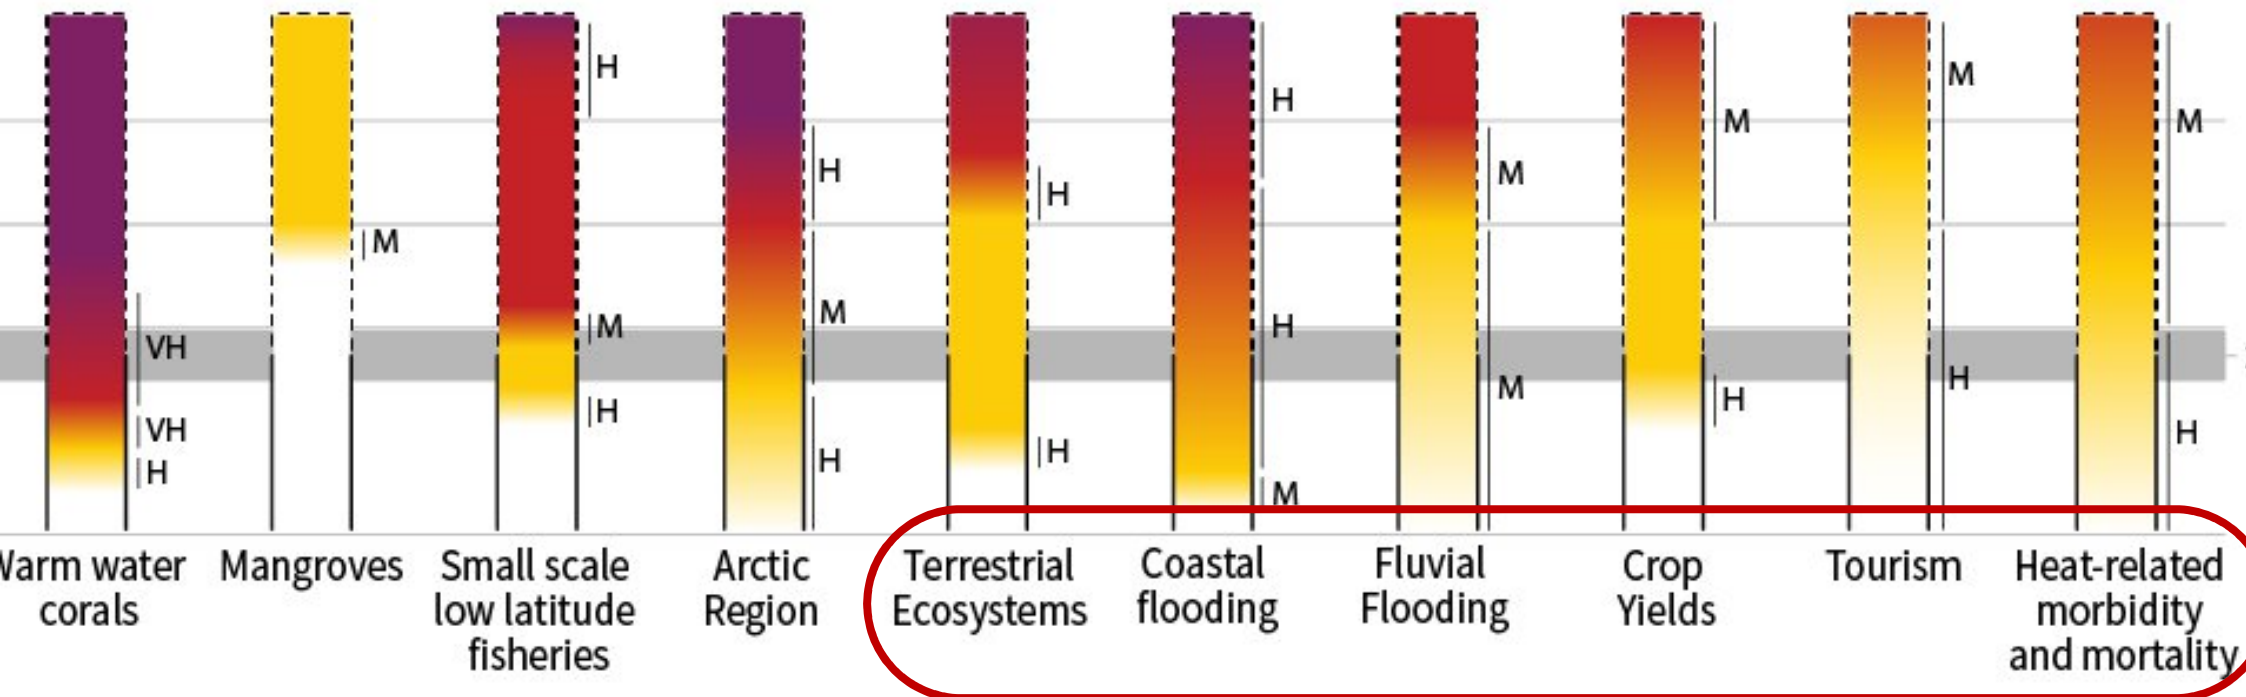 H
H
M
H
H
M
H
M
M
M
H
H
M
M
M
VH
VH
H
H
H
H
M
M
H
H
H
Warm water
corals
Mangroves
Small scale
low latitude
fisheries
Arctic
Region
Terrestrial
Ecosystems
Coastal
flooding
Fluvial
Flooding
Crop
Yields
Tourism
Heat-related
morbidity
and mortality